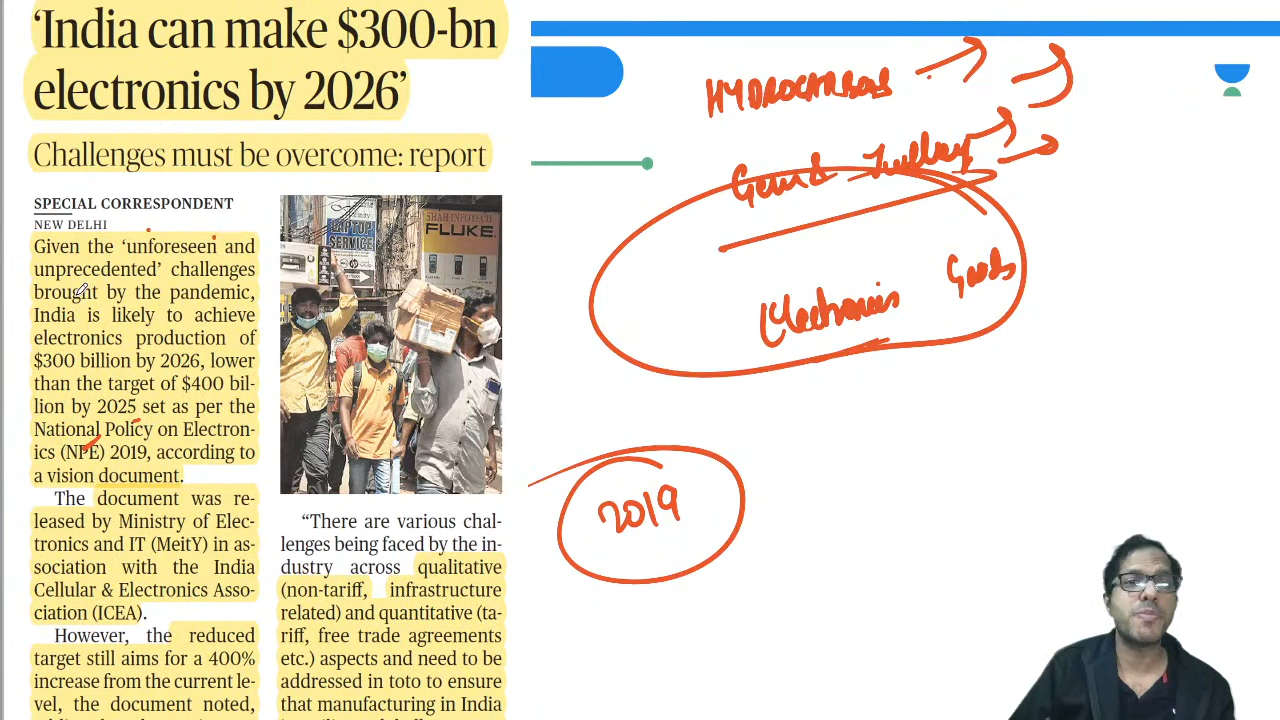 ‘India can make $300-bn
electronics by 2026’
Challenges must be overcome: report
SPECIAL CORRESPONDENT
NEW DELHI
Given the ‘unforeseen and
unprecedented’ challenges
brought by the pandemic,
India is likely to achieve
electronics production of
$300 billion by 2026, lower
than the target of $400 bil-
lion by 2025 set as per the
National Policy on Electron-
ics (NPE) 2019, according to
a vision document.
The document was re-
leased by Ministry of Elec-
tronics and IT (MeitY) in as-
sociation with the India
Cellular & Electronics Asso-
ciation (ICEA).
However, the reduced
target still aims for a 400%
increase from the current le-
vel, the document noted,
LAPTOP
SERVICE
SHAH INFOTECH
FLUKE
“There are various chal-
lenges being faced by the in-
dustry across qualitative
(non-tariff, infrastructure
related) and quantitative (ta-
riff, free trade agreements
etc.) aspects and need to be
addressed in toto to ensure
that manufacturing in India
Gem &
Electronics Goods
2019